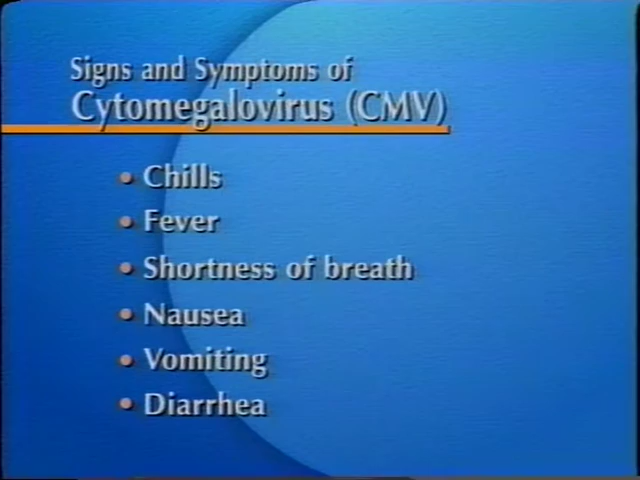 Signs and Symptoms of
Cytomegalovirus (CMV)
• Chills
• Fever
• Shortness of breath
• Nausea
• Vomiting
• Diarrhea